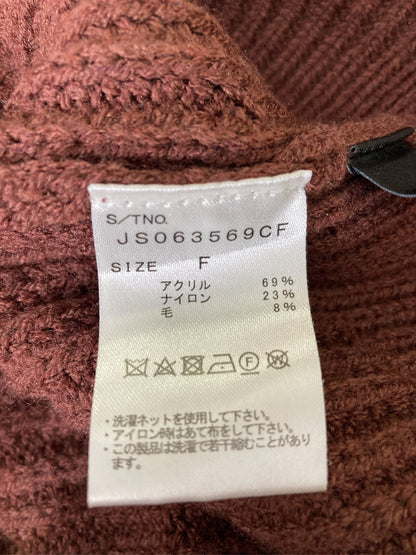 S/TNO.
JS063569CF
SIZE F
アクリル 69%
ナイロン 23%
毛 8%
・洗濯ネットを使用して下さい。
・アイロン時はあて布をして下さい。
・この製品は洗濯で若干縮むことがあり
ます。